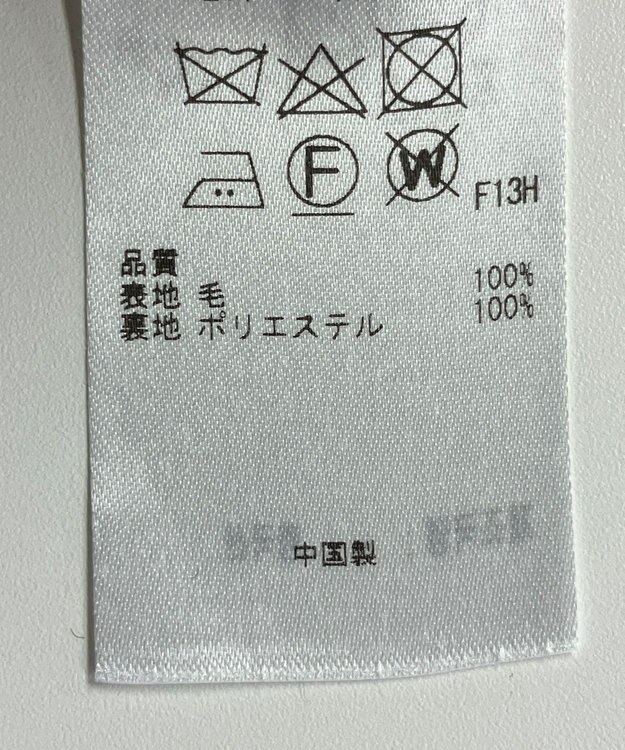 F
W
F13H
品質
表地 毛 100%
裏地 ポリエステル 100%
中国製